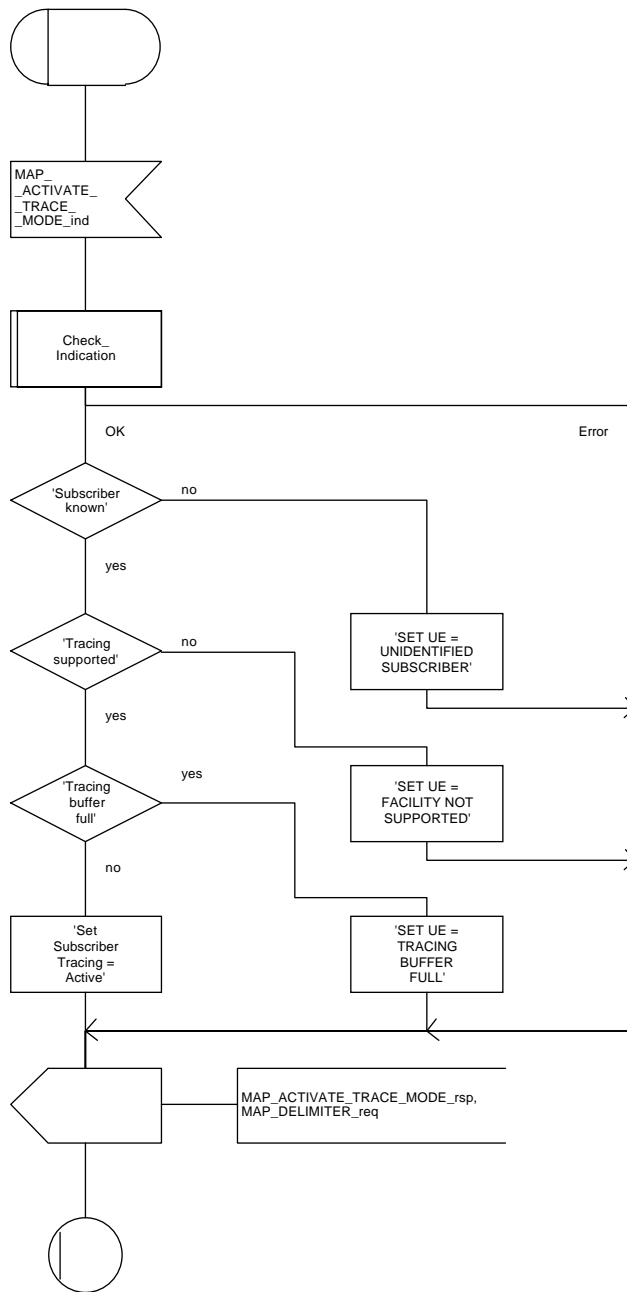 MAP_
_ACTIVATE_
_TRACE_
_MODE_ind
Check_
Indication
OK
Error
'Subscriber
known'
no
yes
'Tracing
supported'
no
'SET UE =
UNIDENTIFIED
SUBSCRIBER'
yes
'Tracing
buffer
full'
yes
'SET UE =
FACILITY NOT
SUPPORTED'
no
'Set
Subscriber
Tracing =
Active'
'SET UE =
TRACING
BUFFER
FULL'
MAP_ACTIVATE_TRACE_MODE_rsp,
MAP_DELIMITER_req